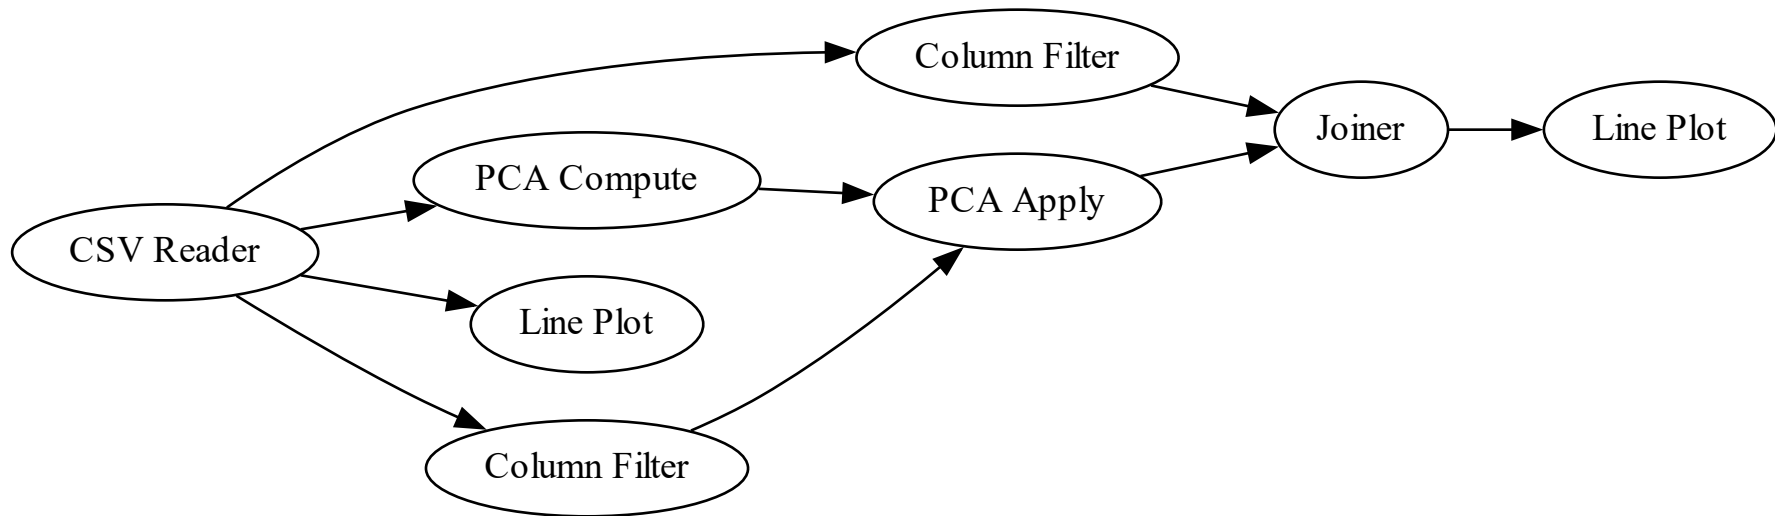 Column Filter
Joiner
Line Plot
PCA Compute
PCA Apply
CSV Reader
Line Plot
Column Filter